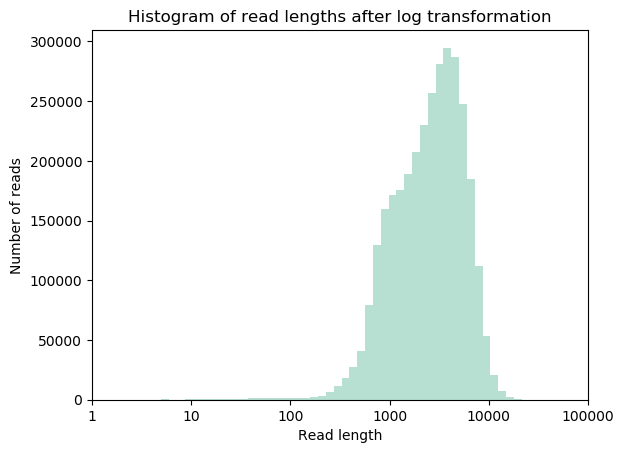 Histogram of read lengths after log transformation
300000
250000
200000
150000
100000
50000
0
Number of reads
1 10 100 1000 10000 100000
Read length